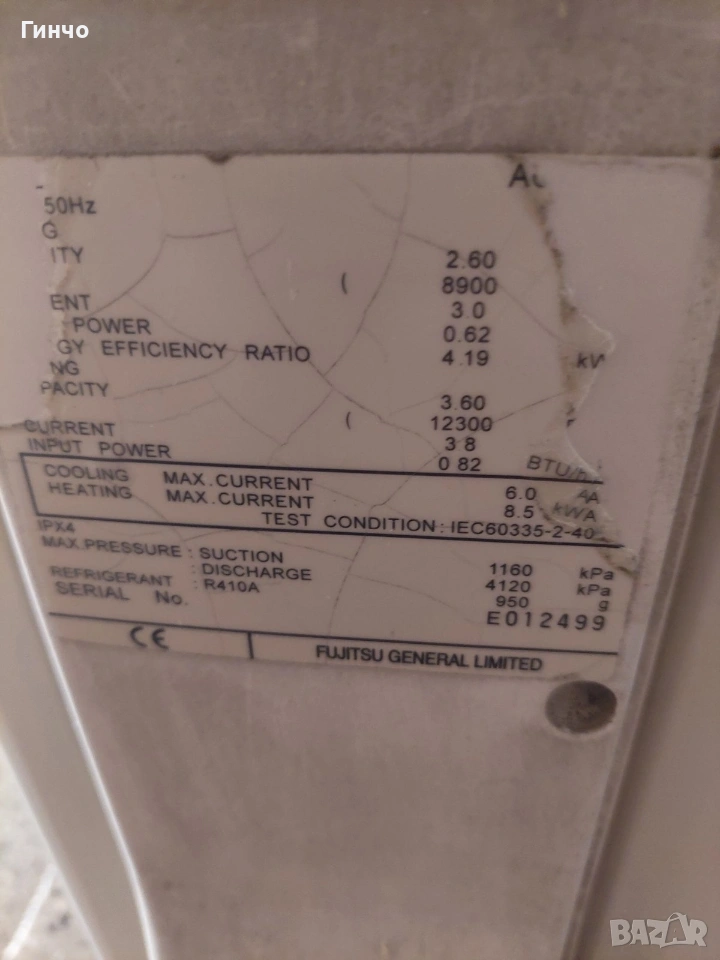 Гинчо
A
50Hz
G
ITY 2.60
( 8900
ENT 3.0
POWER 0.62
GY EFFICIENCY RATIO 4.19 kW
NG
PACITY 3.60
( 12300
CURRENT 3.8
INPUT POWER 0.82 BTU/h
COOLING MAX.CURRENT 6.0 AA
HEATING MAX.CURRENT 8.5 kWA
TEST CONDITION : IEC60335-2-40
IPX4
MAX.PRESSURE : SUCTION 1160 kPa
: DISCHARGE 4120 kPa
REFRIGERANT : R410A 950 g
SERIAL No. E012499
CE FUJITSU GENERAL LIMITED
BAZAR